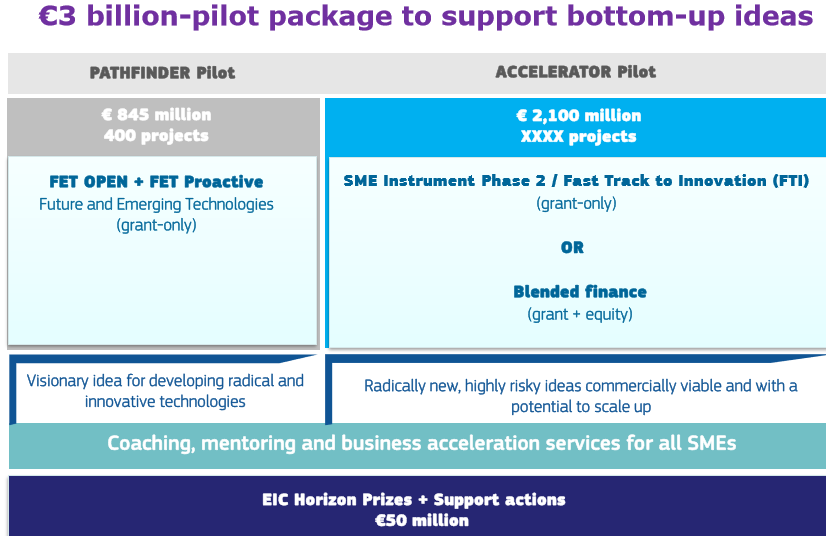 €3 billion-pilot package to support bottom-up ideas
PATHFINDER Pilot
ACCELERATOR Pilot
€ 845 million
400 projects
€ 2,100 million
XXXX projects
FET OPEN + FET Proactive
Future and Emerging Technologies
(grant-only)
SME Instrument Phase 2 / Fast Track to Innovation (FTI)
(grant-only)
OR
Blended finance
(grant + equity)
Visionary idea for developing radical and
innovative technologies
Radically new, highly risky ideas commercially viable and with a
potential to scale up
Coaching, mentoring and business acceleration services for all SMEs
EIC Horizon Prizes + Support actions
€50 million